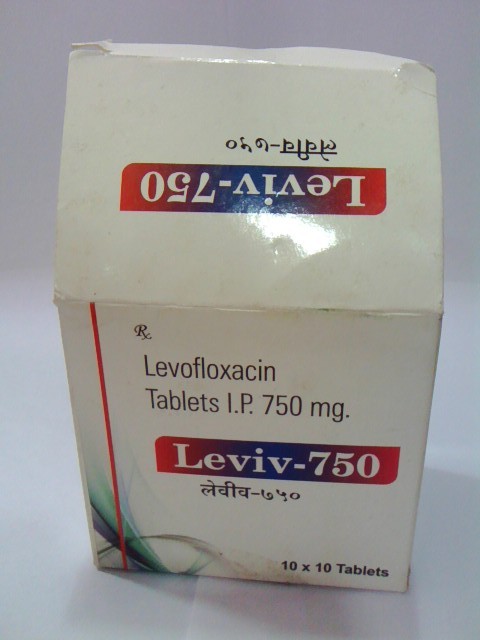 लेवीव-७५०
Leviv-750
Rx
Levofloxacin
Tablets I.P. 750 mg.
Leviv-750
लेवीव-७५०
10 x 10 Tablets